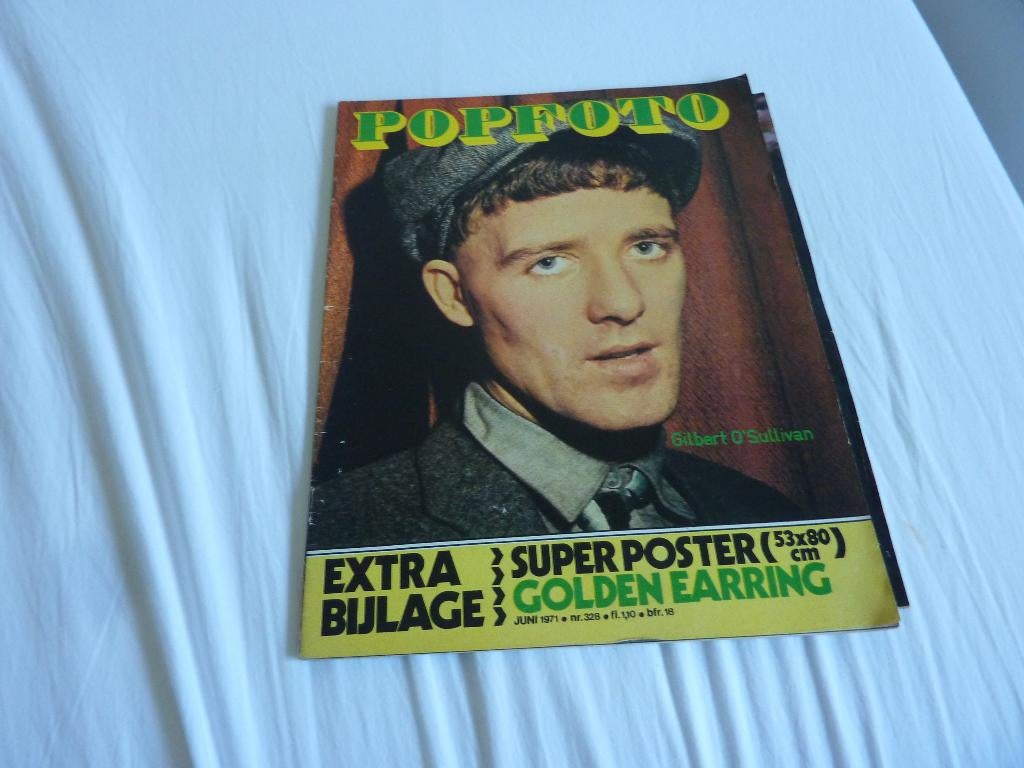 POPFOTO
Gilbert O'Sullivan
EXTRA
BIJLAGE
SUPER POSTER (53x80 cm)
GOLDEN EARRING
JUNI 1971 • nr. 328 • fl. 1,10 • bfr. 18